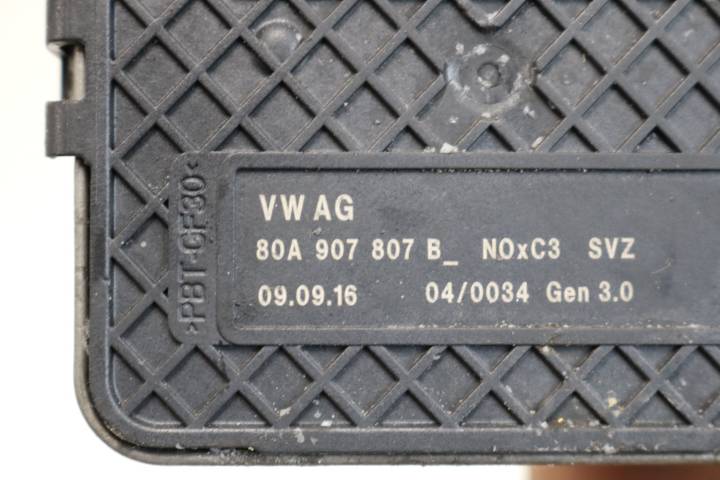 VW AG
80A 907 807 B_ NOxC3 SVZ
09.09.16 04/0034 Gen 3.0
>PBT-GF30<